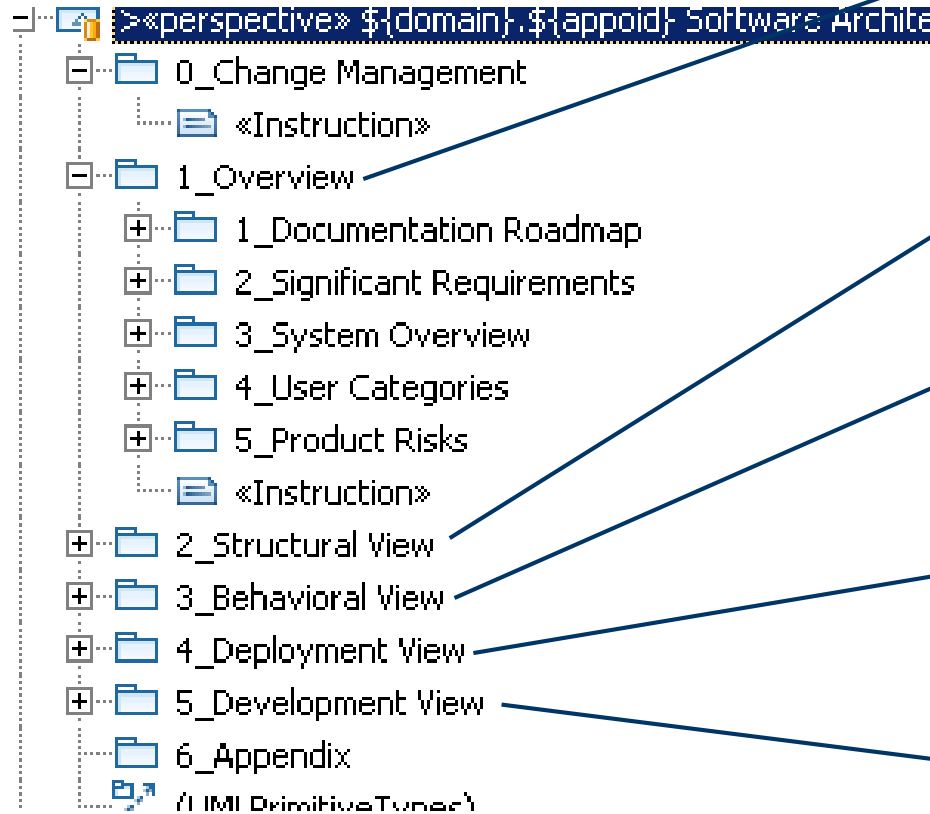 >«perspective» ${domain}.${appoid} Software Archite
0_Change Management
«Instruction»
1_Overview
1_Documentation Roadmap
2_Significant Requirements
3_System Overview
4_User Categories
5_Product Risks
«Instruction»
2_Structural View
3_Behavioral View
4_Deployment View
5_Development View
6_Appendix
(UMLPrimitiveTypes)